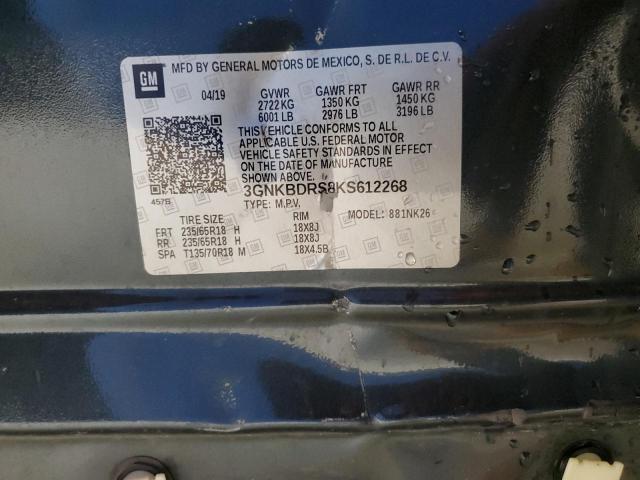 GM
MFD BY GENERAL MOTORS DE MEXICO, S. DE R.L. DE C.V.
04/19 GVWR GAWR FRT GAWR RR
2722 KG 1350 KG 1450 KG
6001 LB 2976 LB 3196 LB
THIS VEHICLE CONFORMS TO ALL
APPLICABLE U.S. FEDERAL MOTOR
VEHICLE SAFETY STANDARDS IN EFFECT
ON THE DATE OF MANUFACTURE
SHOWN ABOVE.
457B
3GNKBDRS8KS612268
TYPE: M.P.V. MODEL: 881NK26
TIRE SIZE RIM
FRT 235/65R18 H 18X8J
RR 235/65R18 H 18X8J
SPA T135/70R18 M 18X4.5B